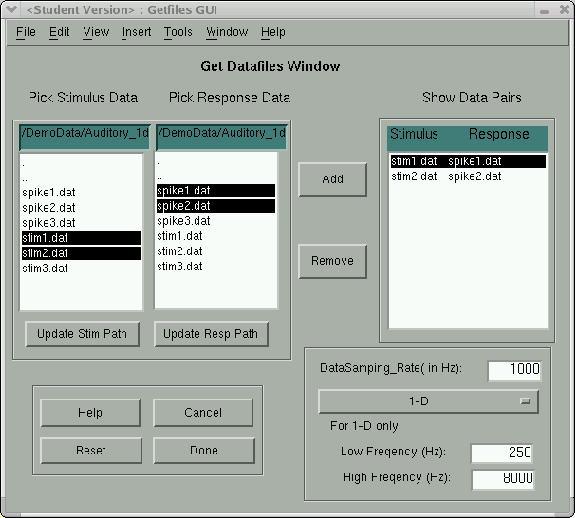 <Student Version> : Getfiles GUI
File Edit View Insert Tools Window Help
Get Datafiles Window
Pick Stimulus Data Pick Response Data Show Data Pairs
/DemoData/Auditory_1d /DemoData/Auditory_1d
.
..
spike1.dat
spike2.dat
spike3.dat
stim1.dat
stim2.dat
stim3.dat
.
..
spike1.dat
spike2.dat
spike3.dat
stim1.dat
stim2.dat
stim3.dat
Add
Remove
Stimulus Response
stim1.dat spike1.dat
stim2.dat spike2.dat
Update Stim Path Update Resp Path
Help Cancel
Reset Done
DataSamping_Rate( in Hz): 1000
1-D
For 1-D only
Low Freqency (Hz): 250
High Freqency (Hz): 8000